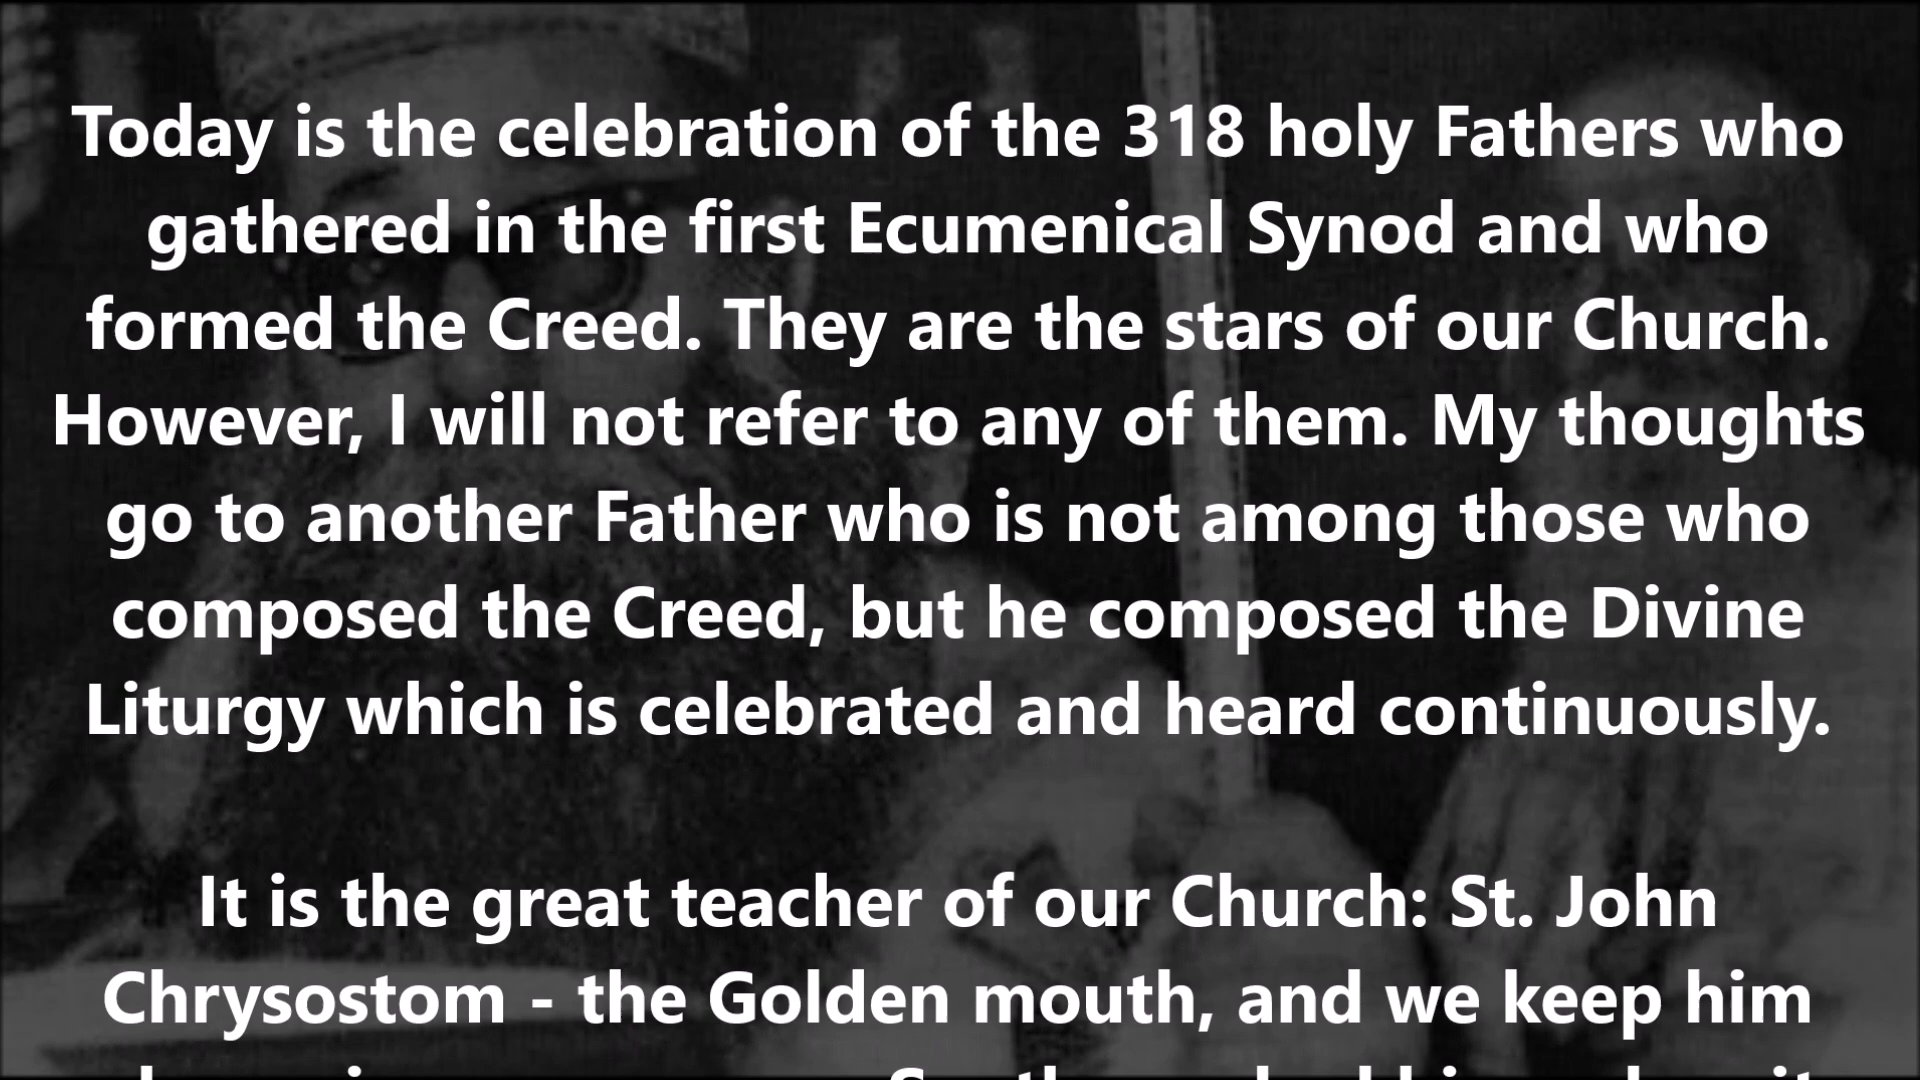 Today is the celebration of the 318 holy Fathers who
gathered in the first Ecumenical Synod and who
formed the Creed. They are the stars of our Church.
However, I will not refer to any of them. My thoughts
go to another Father who is not among those who
composed the Creed, but he composed the Divine
Liturgy which is celebrated and heard continuously.
It is the great teacher of our Church: St. John
Chrysostom - the Golden mouth, and we keep him